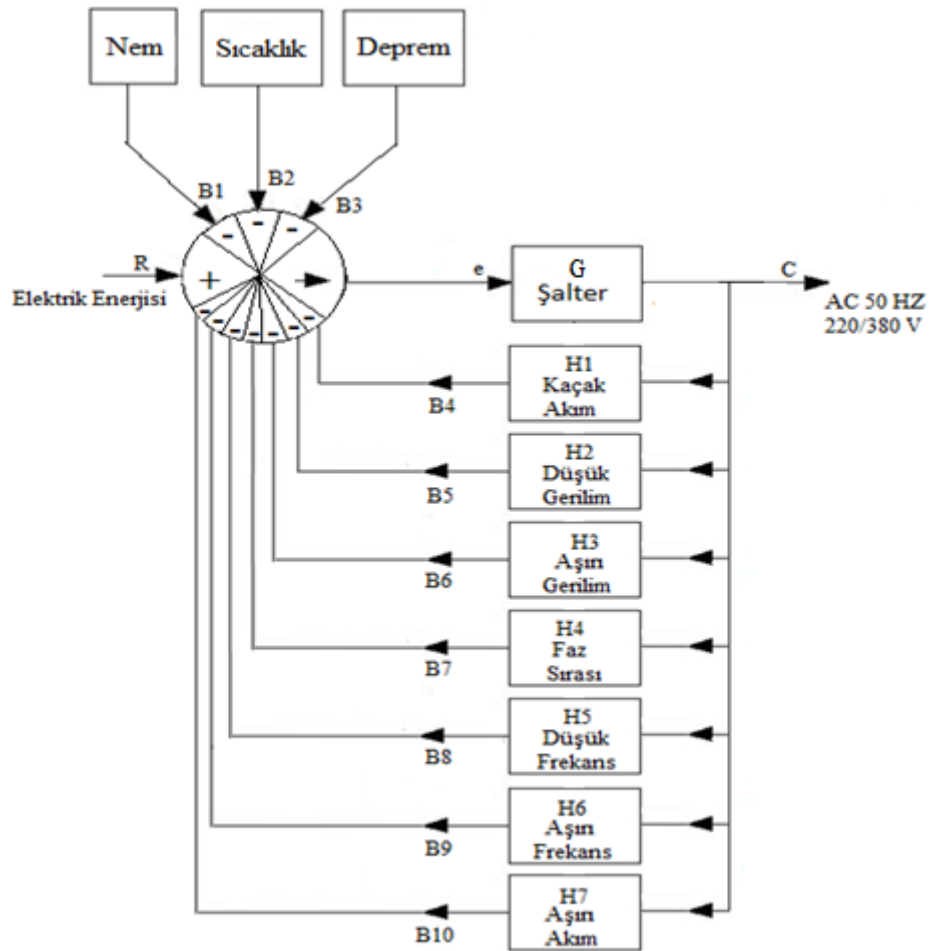 Nem
Sıcaklık
Deprem
B1
B2
B3
- - -
R
+
e
G
Şalter
C
Elektrik Enerjisi
AC 50 HZ
220/380 V
- - - - - - -
H1
Kaçak
Akım
B4
H2
Düşük
Gerilim
B5
H3
Aşırı
Gerilim
B6
H4
Faz
Sırası
B7
H5
Düşük
Frekans
B8
H6
Aşırı
Frekans
B9
H7
Aşırı
Akım
B10